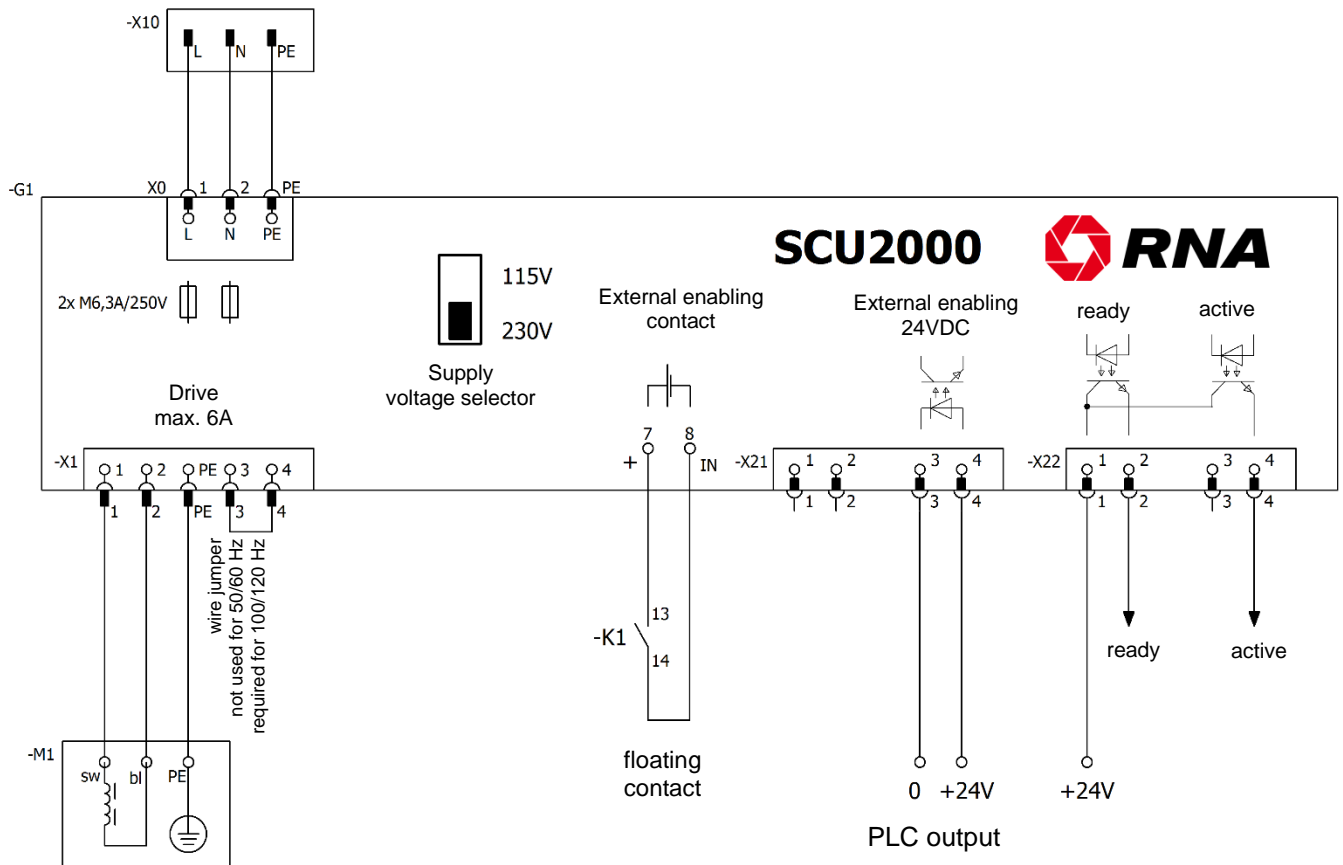 -X10
L N PE
-G1
X0 1 2 PE
L N PE
SCU2000
RNA
2x M6,3A/250V
115V
230V
Supply
voltage selector
External enabling
contact
External enabling
24VDC
ready
active
Drive
max. 6A
-X1 1 2 PE 3 4
1 2 PE 3 4
wire jumper
not used for 50/60 Hz
required for 100/120 Hz
7 8
+ IN
-X21 1 2 3 4
1 2 3 4
-X22 1 2 3 4
1 2 3 4
-K1
13
14
ready
active
floating
contact
0 +24V
+24V
PLC output
-M1
sw bl PE